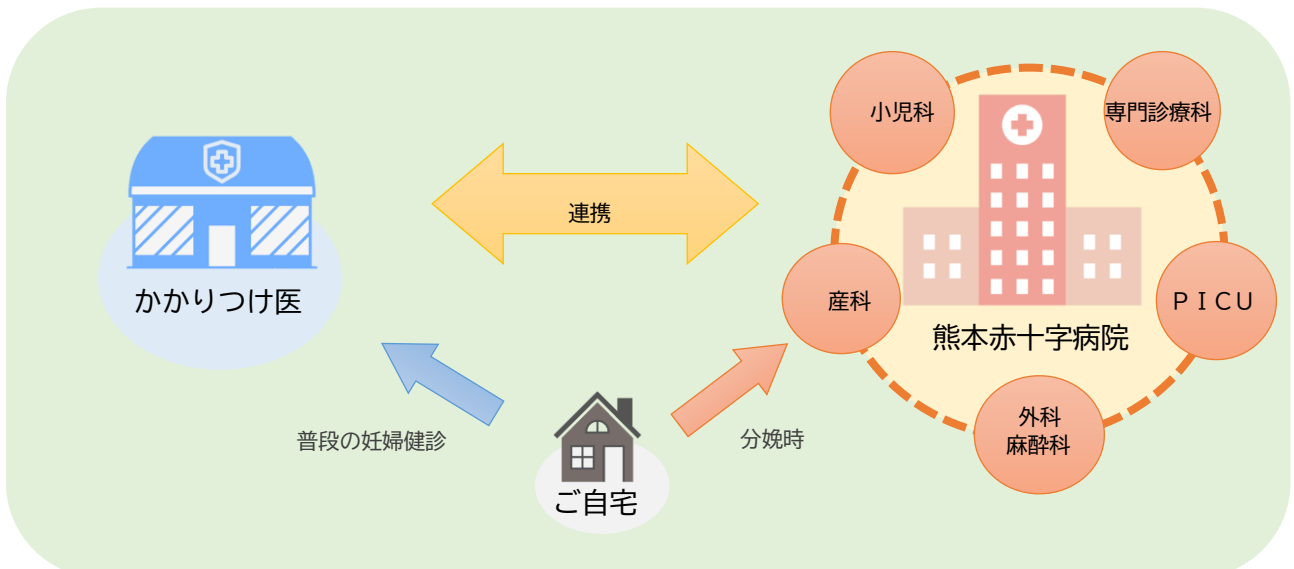 小児科
専門診療科
連携
かかりつけ医
産科
ＰＩＣＵ
熊本赤十字病院
普段の妊婦健診
分娩時
外科
麻酔科
ご自宅